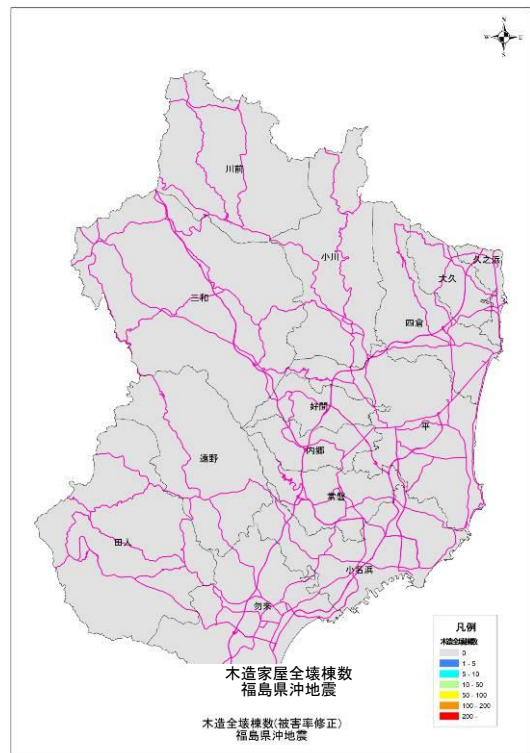 N
W
E
S
川前
小川
久之浜
大久
三和
四倉
好間
平
内郷
遠野
常磐
田人
小名浜
勿来
凡例
木造全壊棟数
0
1 - 5
5 - 10
10 - 50
50 - 100
100 - 200
200 -
木造家屋全壊棟数
福島県沖地震
木造全壊棟数(被害率修正)
福島県沖地震